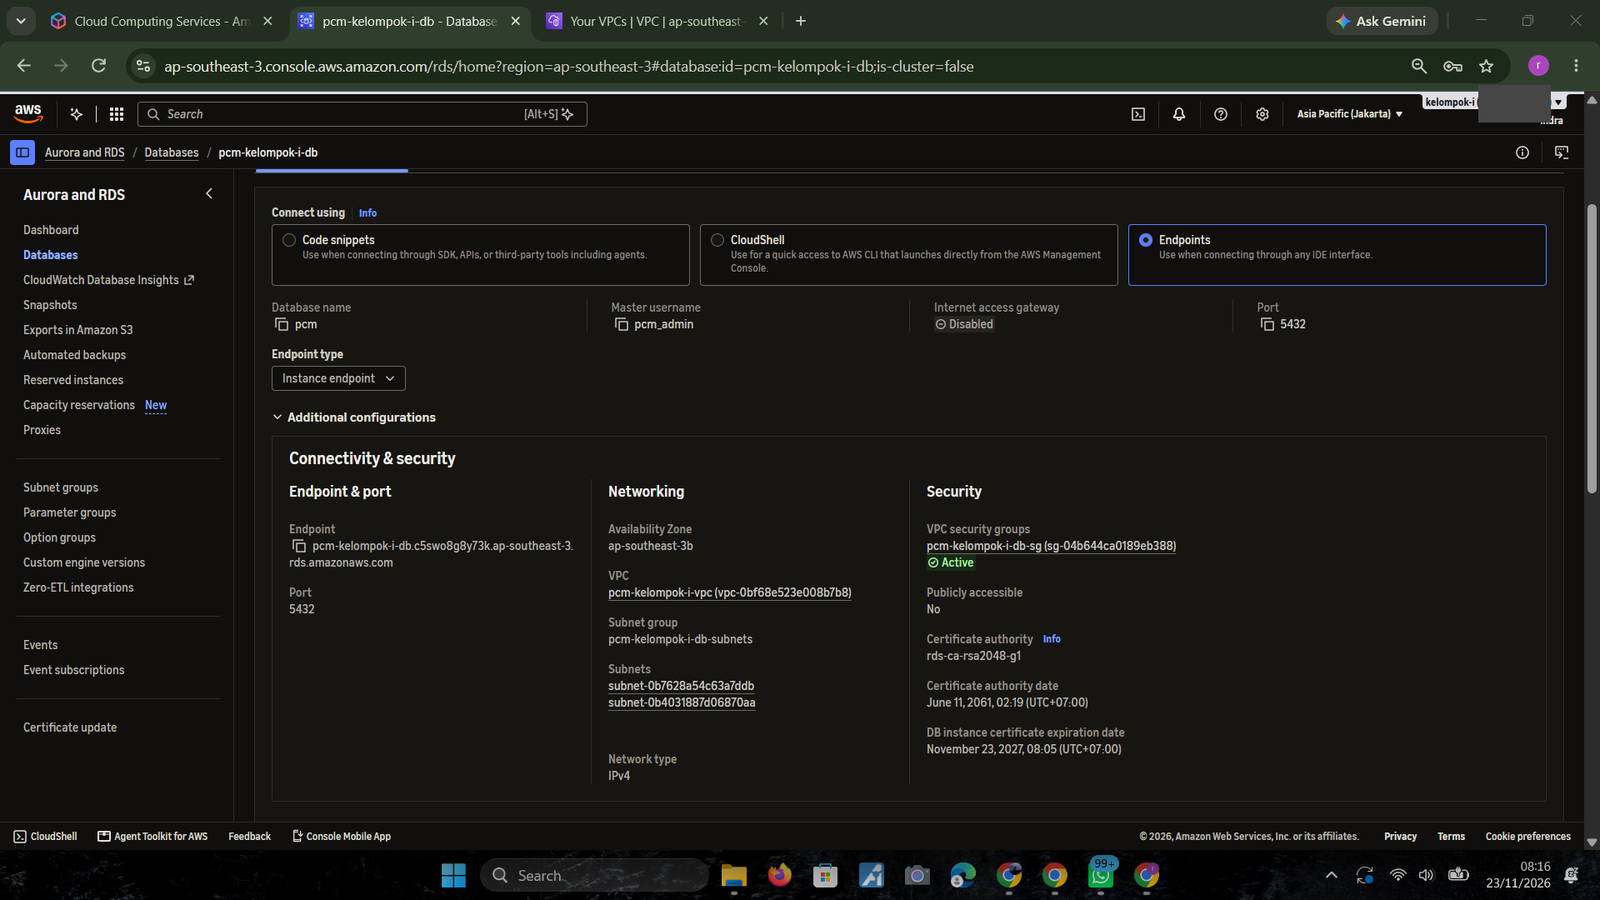 Cloud Computing Services - Am
pcm-kelompok-i-db - Database
Your VPCs | VPC | ap-southeast-
Ask Gemini
ap-southeast-3.console.aws.amazon.com/rds/home?region=ap-southeast-3#database:id=pcm-kelompok-i-db;is-cluster=false
r
aws
Search
[Alt+S]
Asia Pacific (Jakarta)
kelompok-i (
Indra
Aurora and RDS / Databases / pcm-kelompok-i-db
Aurora and RDS
Dashboard
Databases
CloudWatch Database Insights
Snapshots
Exports in Amazon S3
Automated backups
Reserved instances
Capacity reservations New
Proxies
Subnet groups
Parameter groups
Option groups
Custom engine versions
Zero-ETL integrations
Events
Event subscriptions
Certificate update
Connect using Info
Code snippets
Use when connecting through SDK, APIs, or third-party tools including agents.
CloudShell
Use for a quick access to AWS CLI that launches directly from the AWS Management
Console.
Endpoints
Use when connecting through any IDE interface.
Database name
pcm
Master username
pcm_admin
Internet access gateway
Disabled
Port
5432
Endpoint type
Instance endpoint
Additional configurations
Connectivity & security
Endpoint & port
Endpoint
pcm-kelompok-i-db.c5swo8g8y73k.ap-southeast-3.
rds.amazonaws.com
Port
5432
Networking
Availability Zone
ap-southeast-3b
VPC
pcm-kelompok-i-vpc (vpc-0bf68e523e008b7b8)
Subnet group
pcm-kelompok-i-db-subnets
Subnets
subnet-0b7628a54c63a7ddb
subnet-0b4031887d06870aa
Network type
IPv4
Security
VPC security groups
pcm-kelompok-i-db-sg (sg-04b644ca0189eb388)
Active
Publicly accessible
No
Certificate authority Info
rds-ca-rsa2048-g1
Certificate authority date
June 11, 2061, 02:19 (UTC+07:00)
DB instance certificate expiration date
November 23, 2027, 08:05 (UTC+07:00)
CloudShell
Agent Toolkit for AWS
Feedback
Console Mobile App
© 2026, Amazon Web Services, Inc. or its affiliates.
Privacy
Terms
Cookie preferences
Search
99+
08:16
23/11/2026